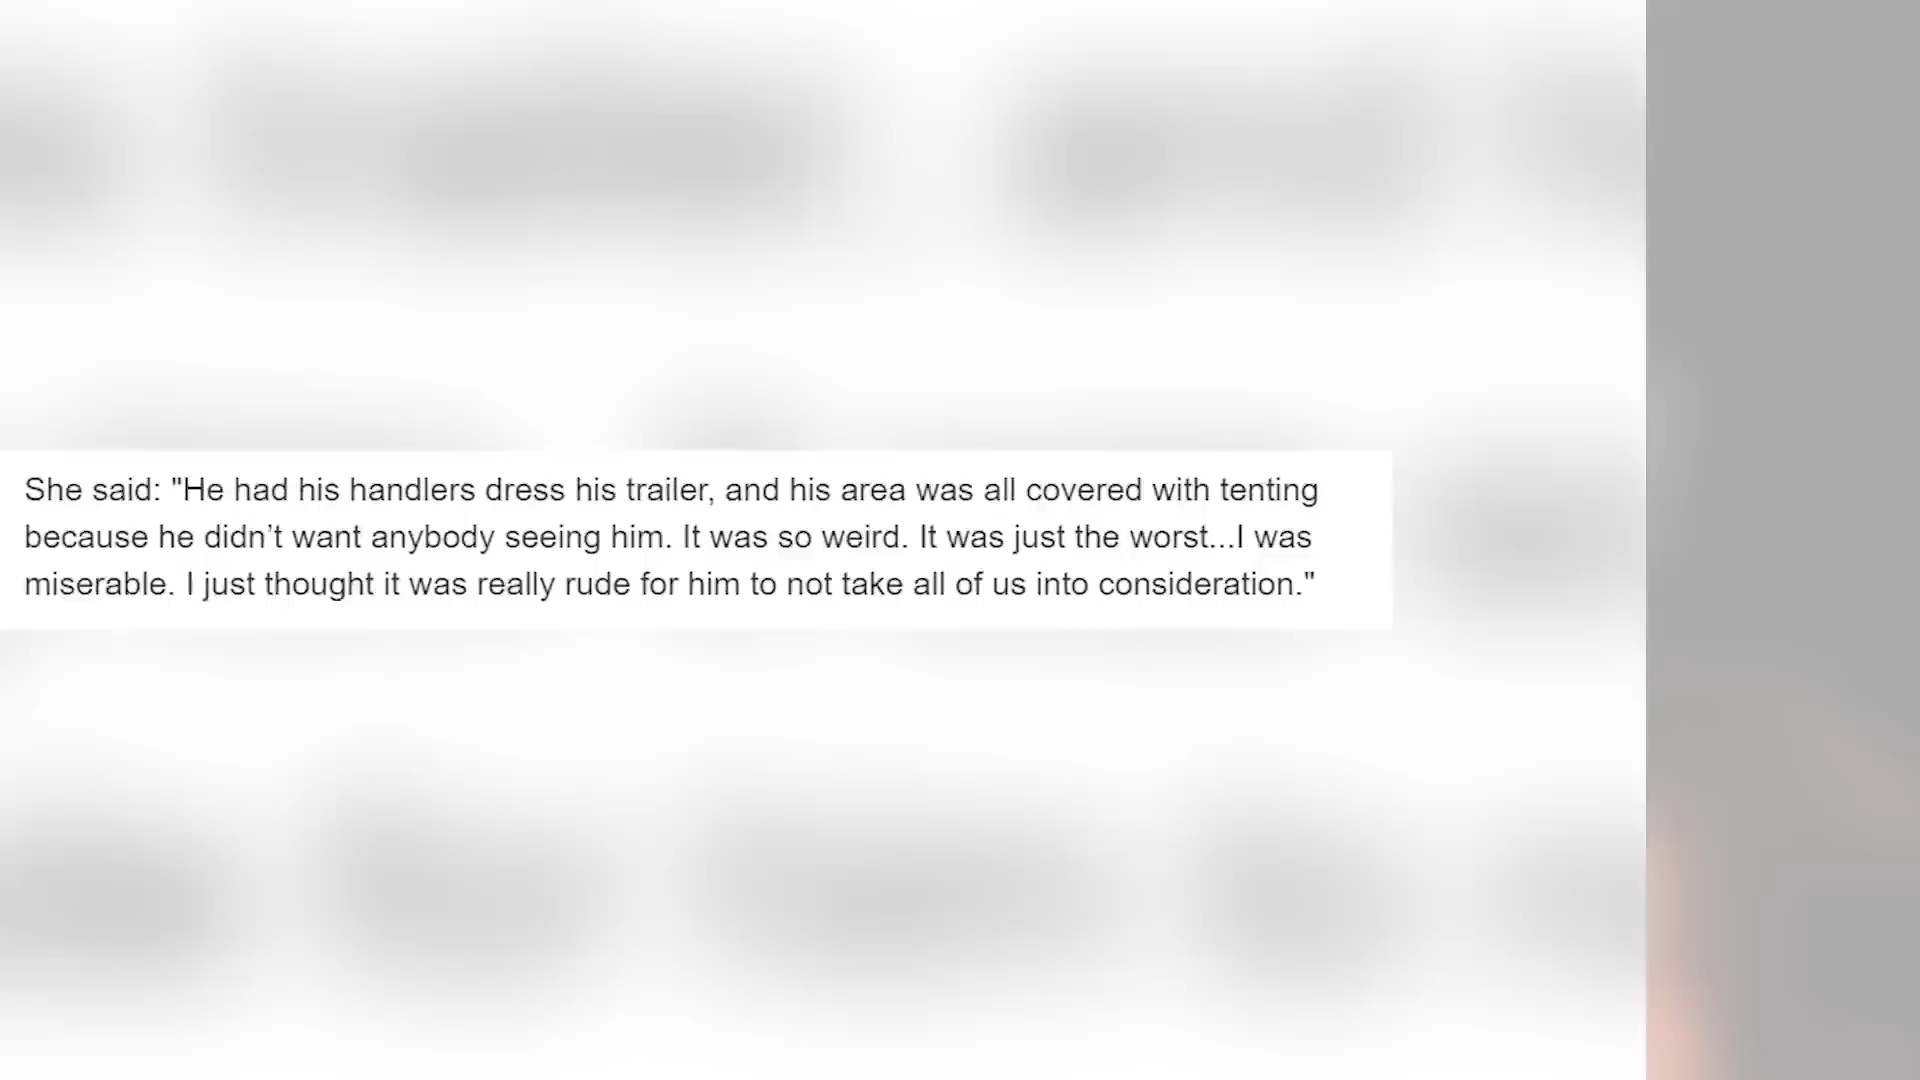 She said: "He had his handlers dress his trailer, and his area was all covered with tenting
because he didn’t want anybody seeing him. It was so weird. It was just the worst...I was
miserable. I just thought it was really rude for him to not take all of us into consideration."